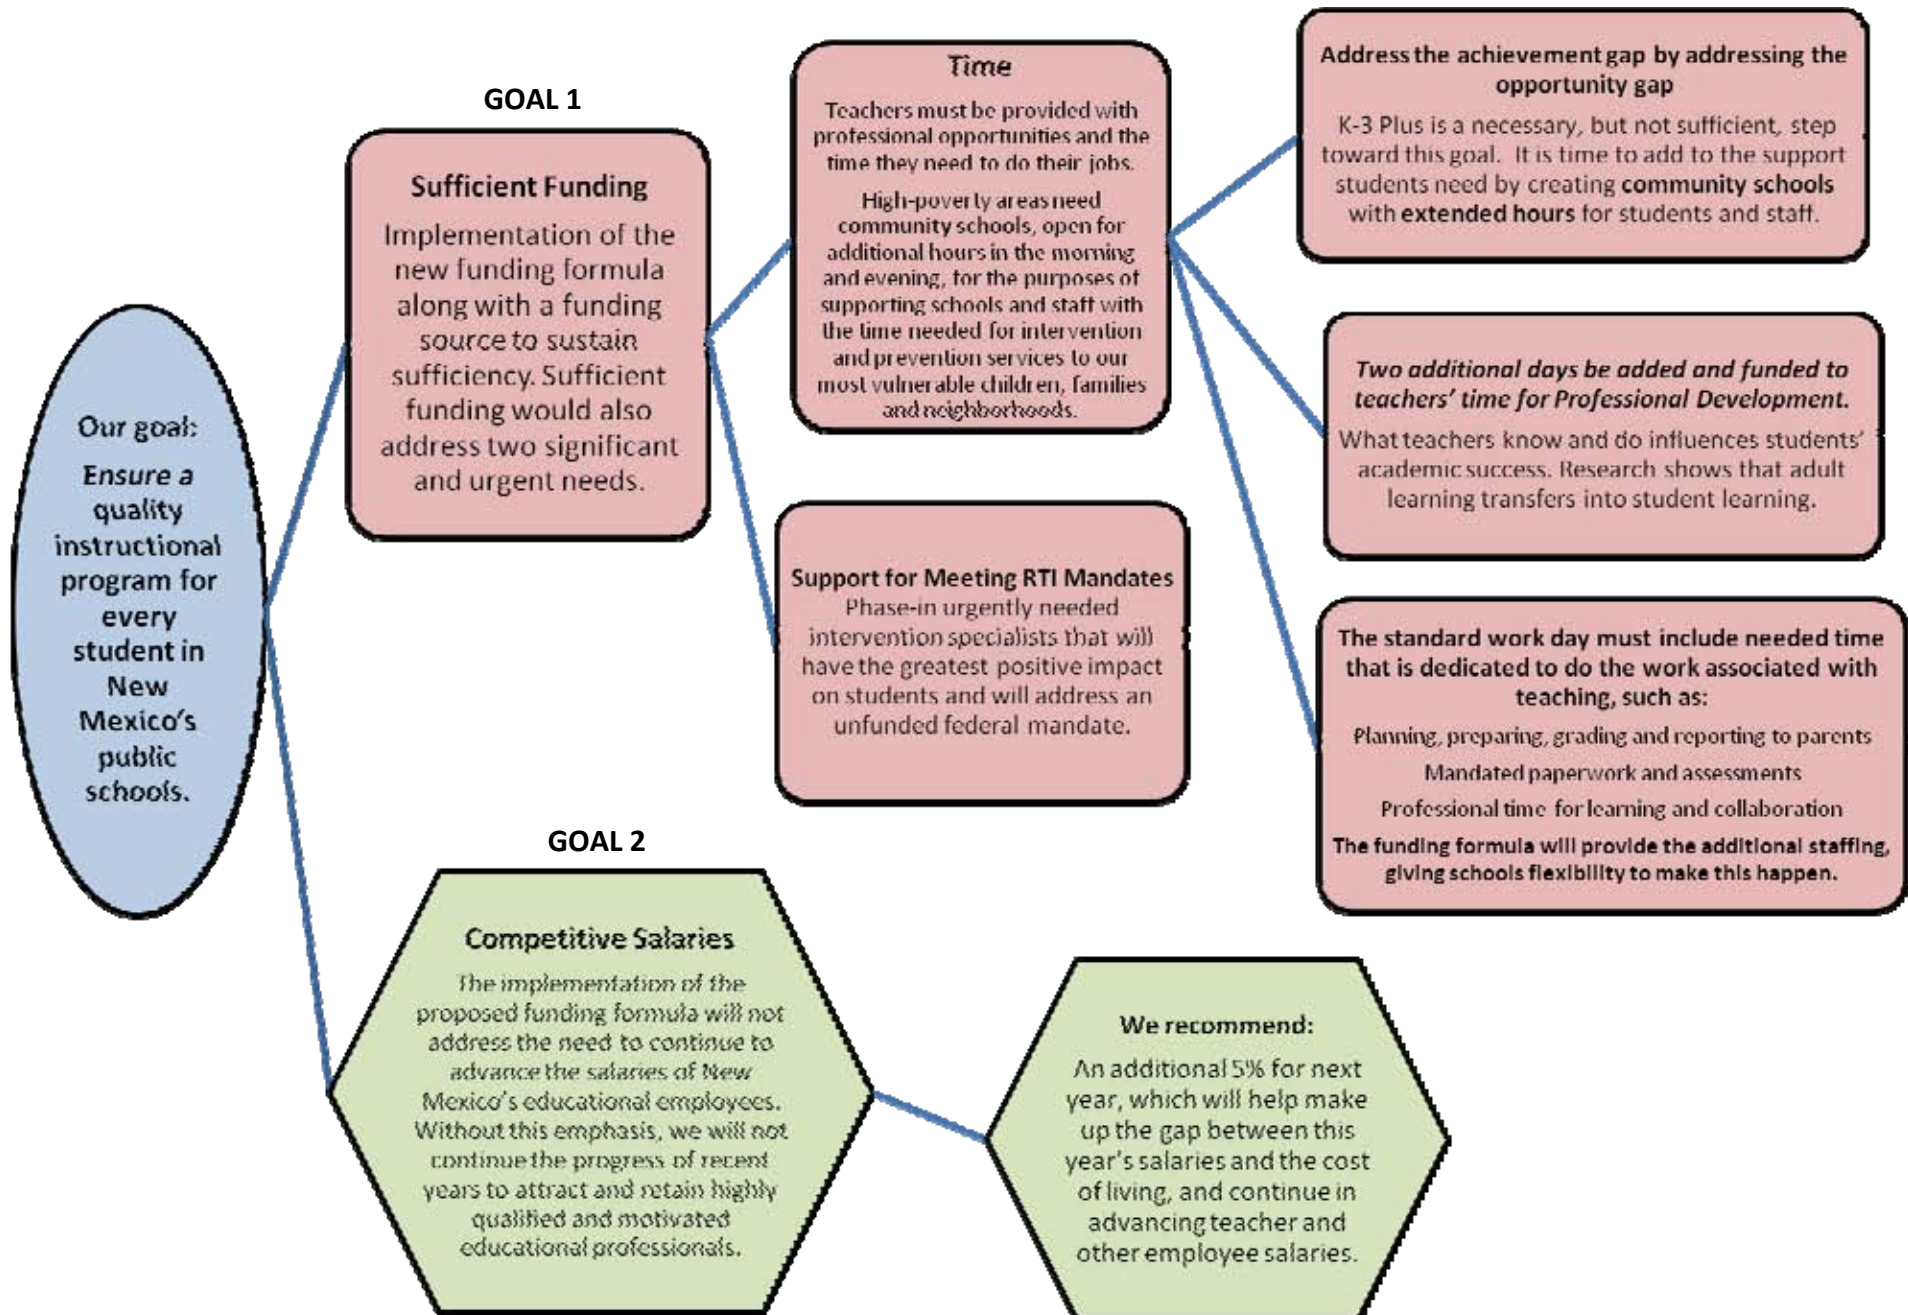 Our goal:
Ensure a
quality
instructional
program for
every
student in
New
Mexico's
public
schools.
GOAL 1
Sufficient Funding
Implementation of the
new funding formula
along with a funding
source to sustain
sufficiency. Sufficient
funding would also
address two significant
and urgent needs.
Time
Teachers must be provided with
professional opportunities and the
time they need to do their jobs.
High-poverty areas need
community schools, open for
additional hours in the morning
and evening, for the purposes of
supporting schools and staff with
the time needed for intervention
and prevention services to our
most vulnerable children, families
and neighborhoods.
Address the achievement gap by addressing the
opportunity gap
K-3 Plus is a necessary, but not sufficient, step
toward this goal. It is time to add to the support
students need by creating community schools
with extended hours for students and staff.
Two additional days be added and funded to
teachers' time for Professional Development.
What teachers know and do influences students'
academic success. Research shows that adult
learning transfers into student learning.
The standard work day must include needed time
that is dedicated to do the work associated with
teaching, such as:
Planning, preparing, grading and reporting to parents
Mandated paperwork and assessments
Professional time for learning and collaboration
The funding formula will provide the additional staffing,
giving schools flexibility to make this happen.
Support for Meeting RTI Mandates
Phase-in urgently needed
intervention specialists that will
have the greatest positive impact
on students and will address an
unfunded federal mandate.
GOAL 2
Competitive Salaries
The implementation of the
proposed funding formula will not
address the need to continue to
advance the salaries of New
Mexico's educational employees.
Without this emphasis, we will not
continue the progress of recent
years to attract and retain highly
qualified and motivated
educational professionals.
We recommend:
An additional 5% for next
year, which will help make
up the gap between this
year's salaries and the cost
of living, and continue in
advancing teacher and
other employee salaries.